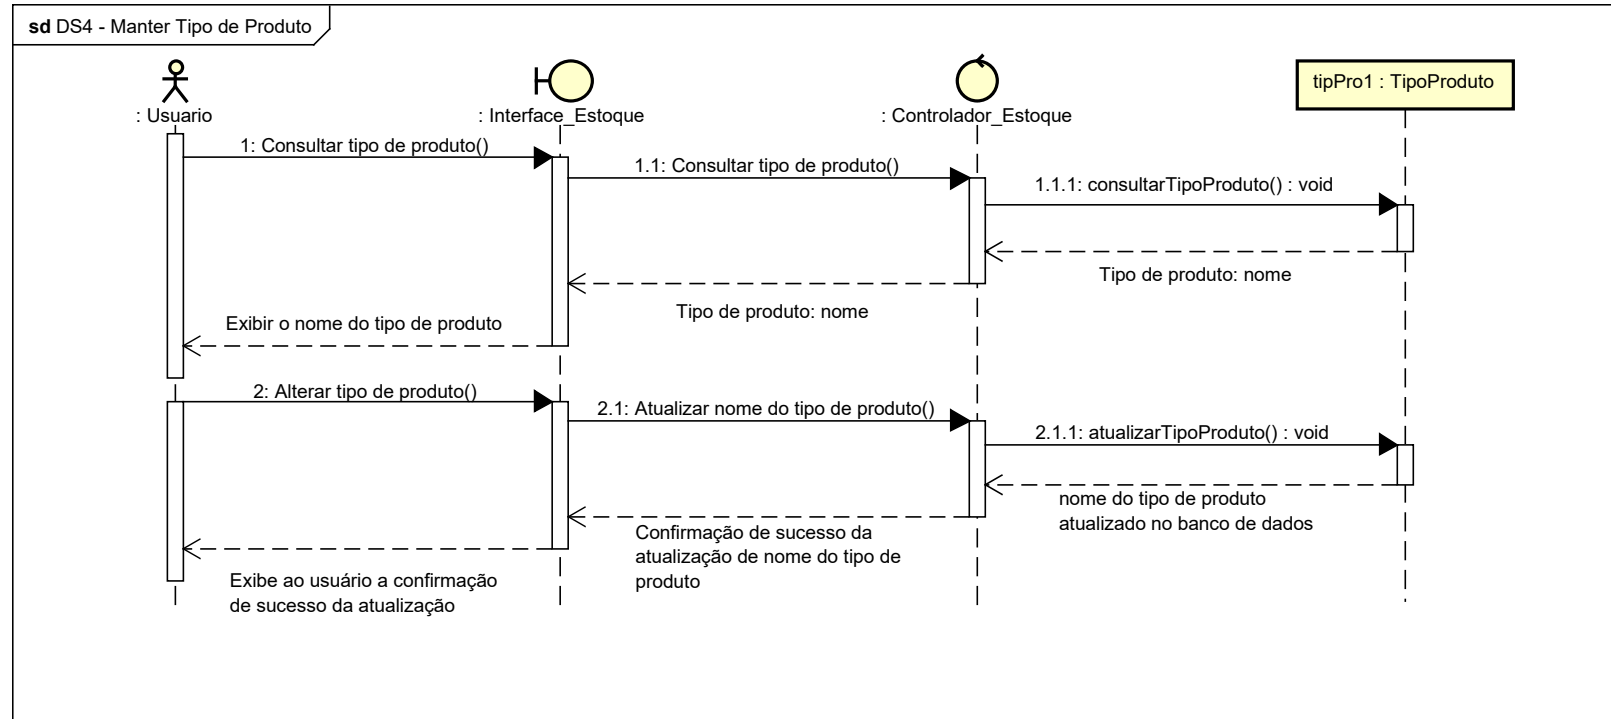 sd DS4 - Manter Tipo de Produto
: Usuario
: Interface_Estoque
: Controlador_Estoque
tipPro1 : TipoProduto
1: Consultar tipo de produto()
1.1: Consultar tipo de produto()
1.1.1: consultarTipoProduto() : void
Tipo de produto: nome
Tipo de produto: nome
Exibir o nome do tipo de produto
2: Alterar tipo de produto()
2.1: Atualizar nome do tipo de produto()
2.1.1: atualizarTipoProduto() : void
nome do tipo de produto
atualizado no banco de dados
Confirmação de sucesso da
atualização de nome do tipo de
produto
Exibe ao usuário a confirmação
de sucesso da atualização